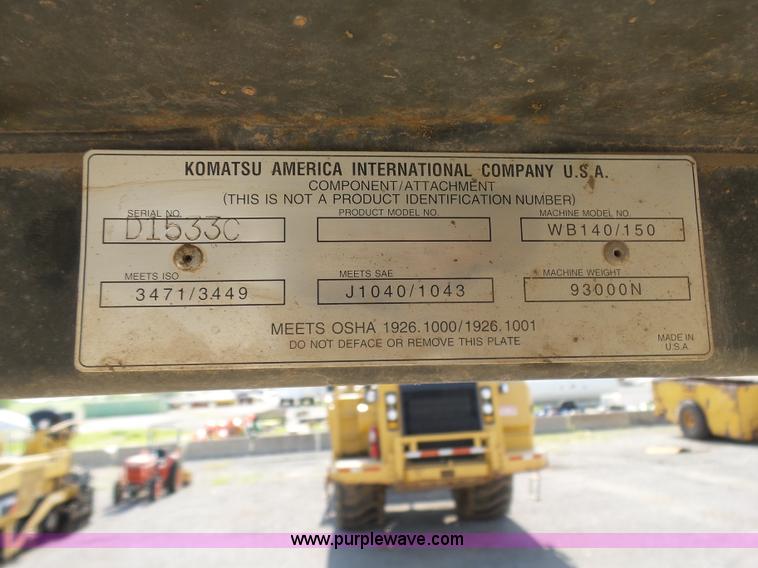 KOMATSU AMERICA INTERNATIONAL COMPANY U.S.A.
COMPONENT/ATTACHMENT
(THIS IS NOT A PRODUCT IDENTIFICATION NUMBER)
SERIAL NO. PRODUCT MODEL NO. MACHINE MODEL NO.
D1533C WB140/150
MEETS ISO MEETS SAE MACHINE WEIGHT
3471/3449 J1040/1043 93000N
MEETS OSHA 1926.1000/1926.1001
DO NOT DEFACE OR REMOVE THIS PLATE
MADE IN
U.S.A.
www.purplewave.com